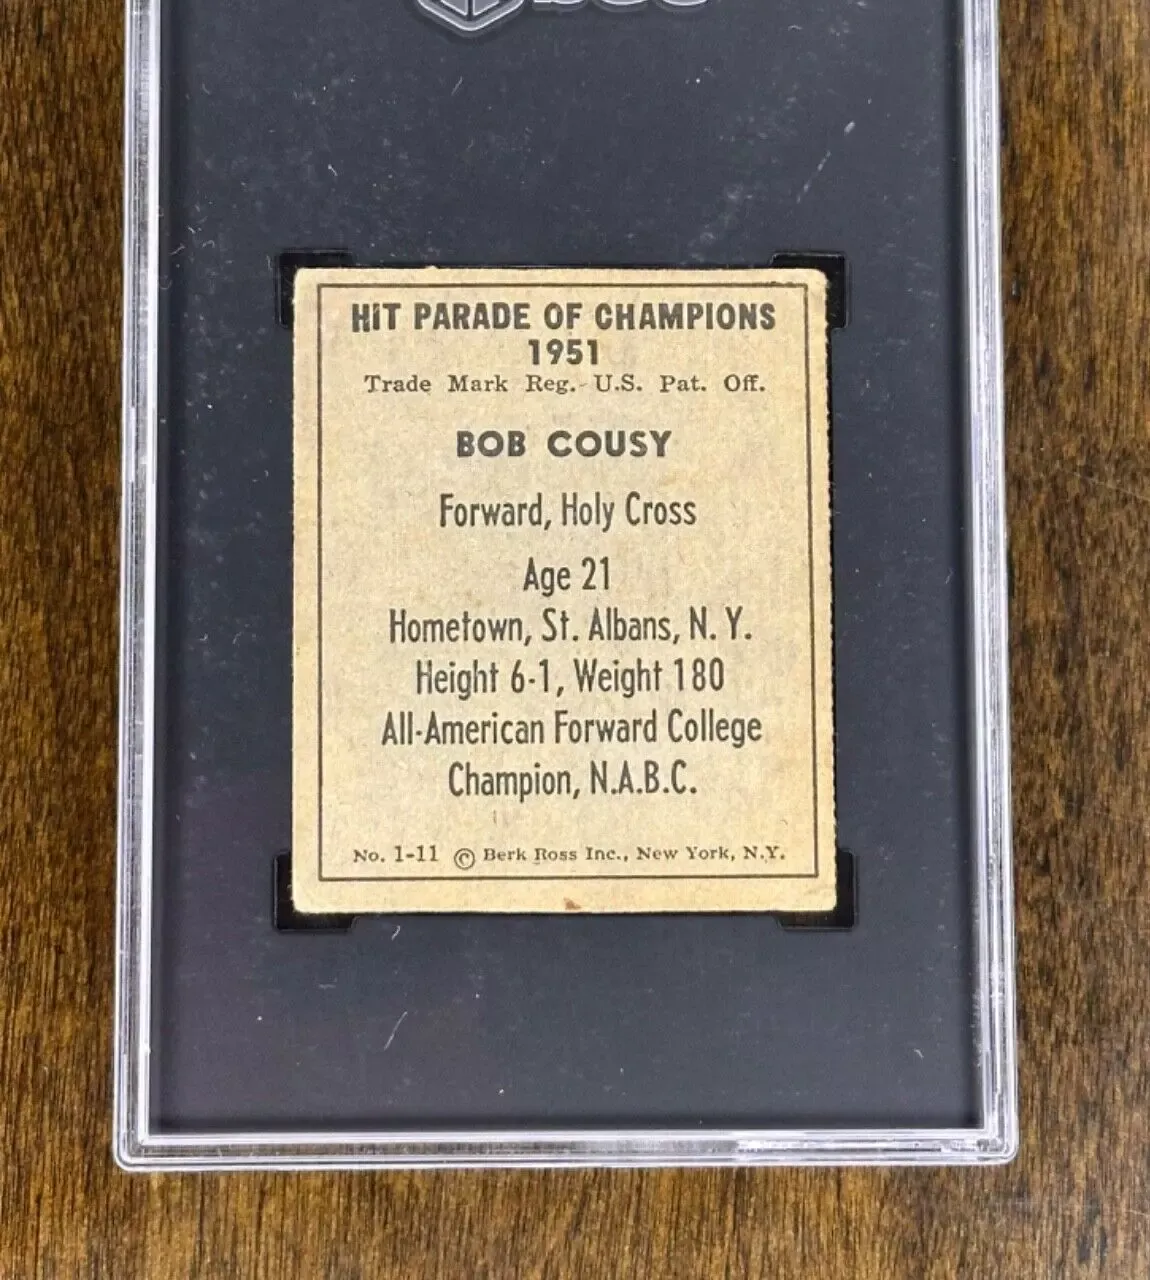 HIT PARADE OF CHAMPIONS
1951
Trade Mark Reg. U.S. Pat. Off.
BOB COUSY
Forward, Holy Cross
Age 21
Hometown, St. Albans, N. Y.
Height 6-1, Weight 180
All-American Forward College
Champion, N.A.B.C.
No. 1-11 © Berk Ross Inc., New York, N.Y.